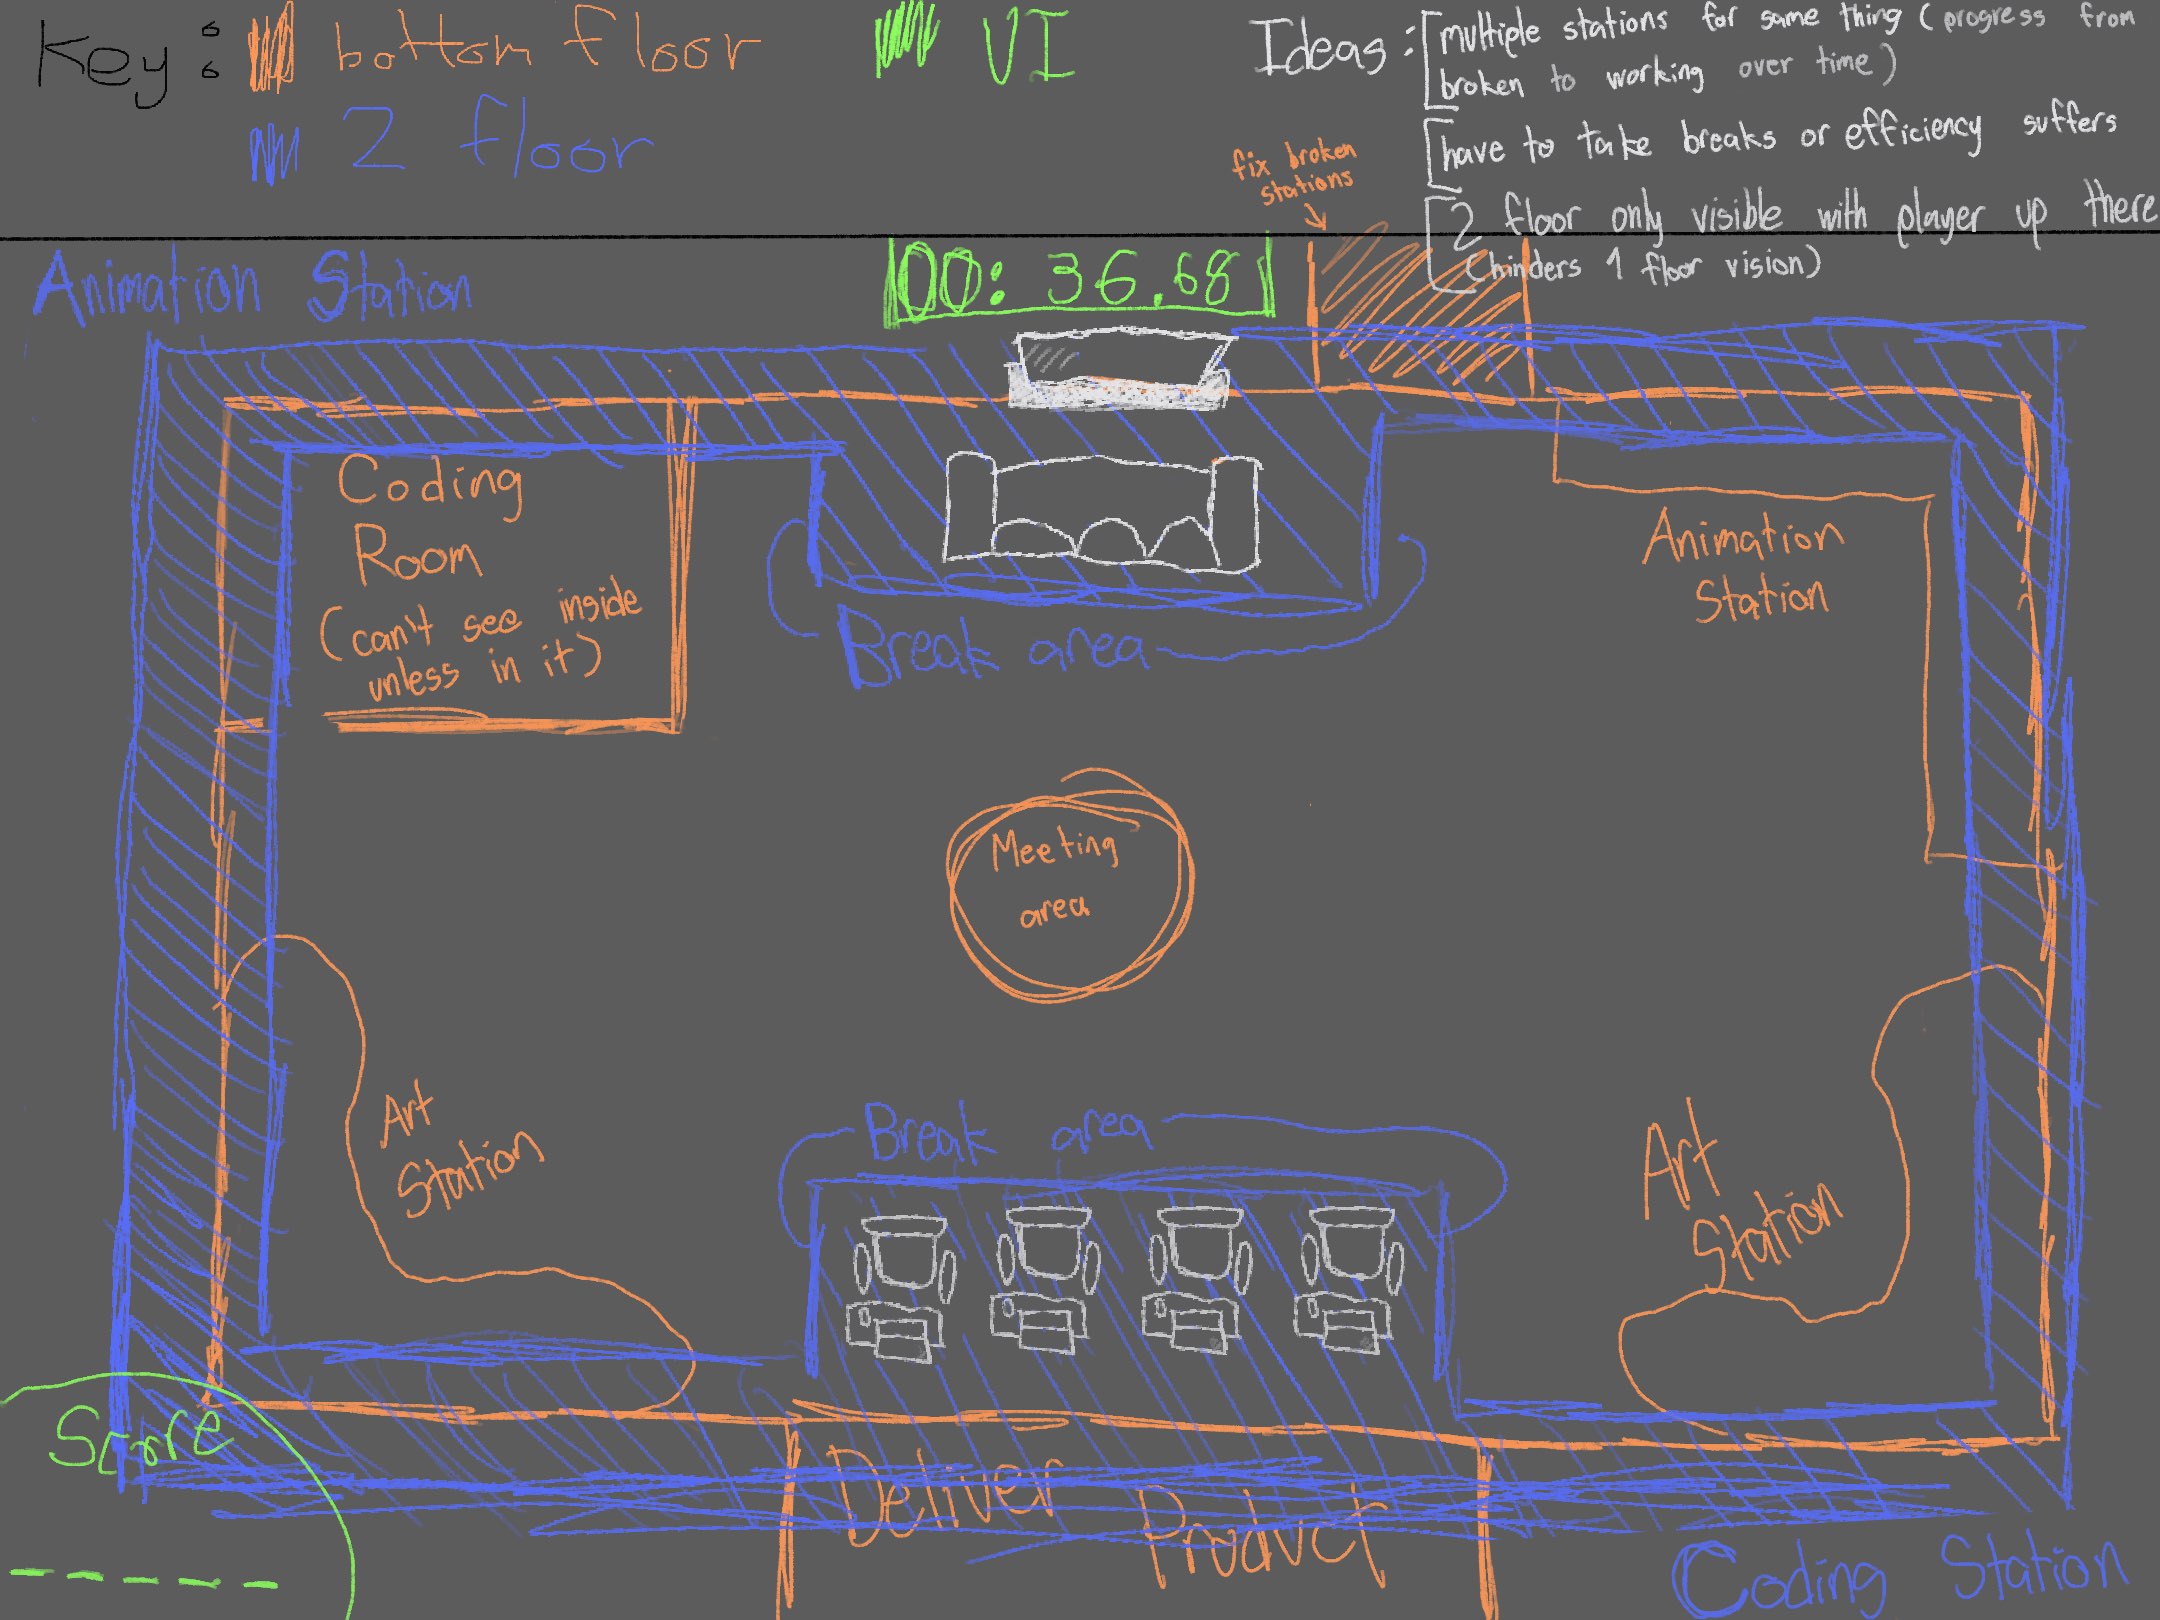 Key:
bottom floor
2 floor
UI
Ideas:
multiple stations for same thing (progress from
broken to working over time)
have to take breaks or efficiency suffers
2 floor only visible with player up there
(hinders 1 floor vision)
fix broken
stations
Animation Station
00:36.68
Coding
Room
(can't see inside
unless in it)
Break area
Animation
Station
Meeting
area
Art
Station
Break area
Art
Station
Score
Deliver Product
Coding Station